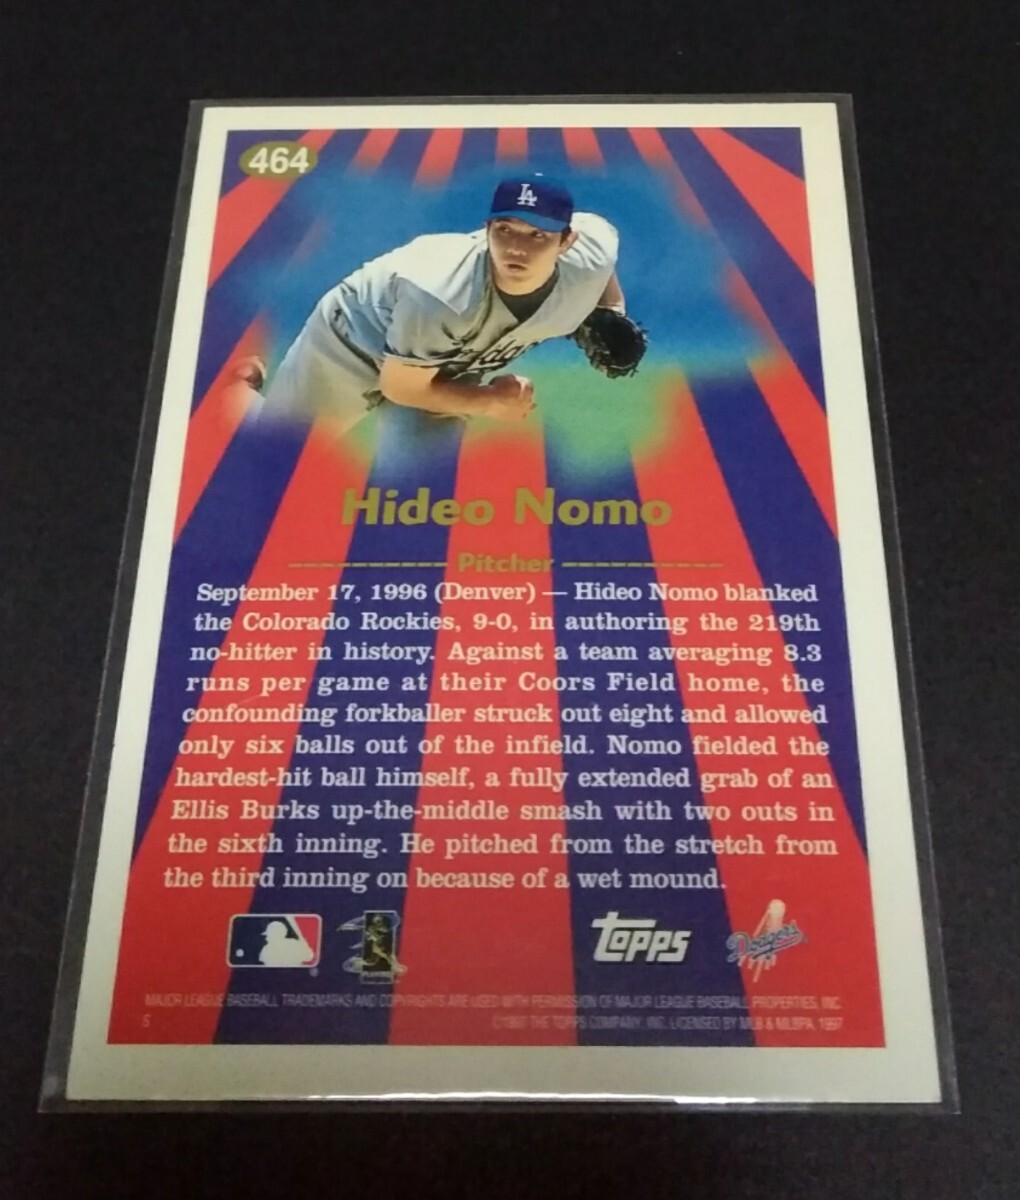 464
LA
Hideo Nomo
Pitcher
September 17, 1996 (Denver) — Hideo Nomo blanked
the Colorado Rockies, 9-0, in authoring the 219th
no-hitter in history. Against a team averaging 8.3
runs per game at their Coors Field home, the
confounding forkballer struck out eight and allowed
only six balls out of the infield. Nomo fielded the
hardest-hit ball himself, a fully extended grab of an
Ellis Burks up-the-middle smash with two outs in
the sixth inning. He pitched from the stretch from
the third inning on because of a wet mound.
TOPPS
Dodgers
MAJOR LEAGUE BASEBALL TRADEMARKS AND COPYRIGHTS ARE USED WITH PERMISSION OF MAJOR LEAGUE BASEBALL PROPERTIES, INC.
THE TOPPS COMPANY, INC. LICENSED BY MLB & MLBPA, 1997